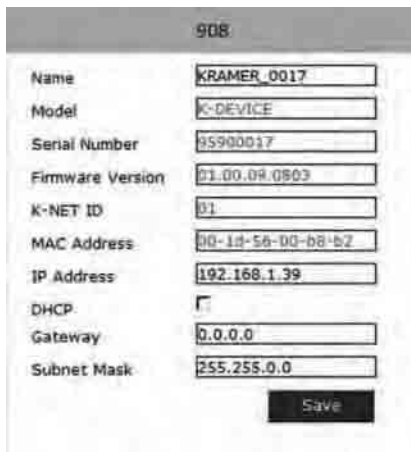 908
Name KRAMER_0017
Model K-DEVICE
Serial Number 95900017
Firmware Version 01.00.09.0803
K-NET ID 01
MAC Address 00-1d-56-00-b8-b2
IP Address 192.168.1.39
DHCP
Gateway 0.0.0.0
Subnet Mask 255.255.0.0
Save